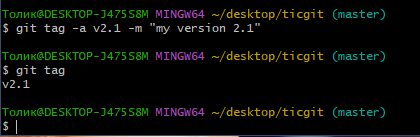 Толик@DESKTOP-J475S8M MINGW64 ~/desktop/ticgit (master)
$ git tag -a v2.1 -m "my version 2.1"
Толик@DESKTOP-J475S8M MINGW64 ~/desktop/ticgit (master)
$ git tag
v2.1
Толик@DESKTOP-J475S8M MINGW64 ~/desktop/ticgit (master)
$